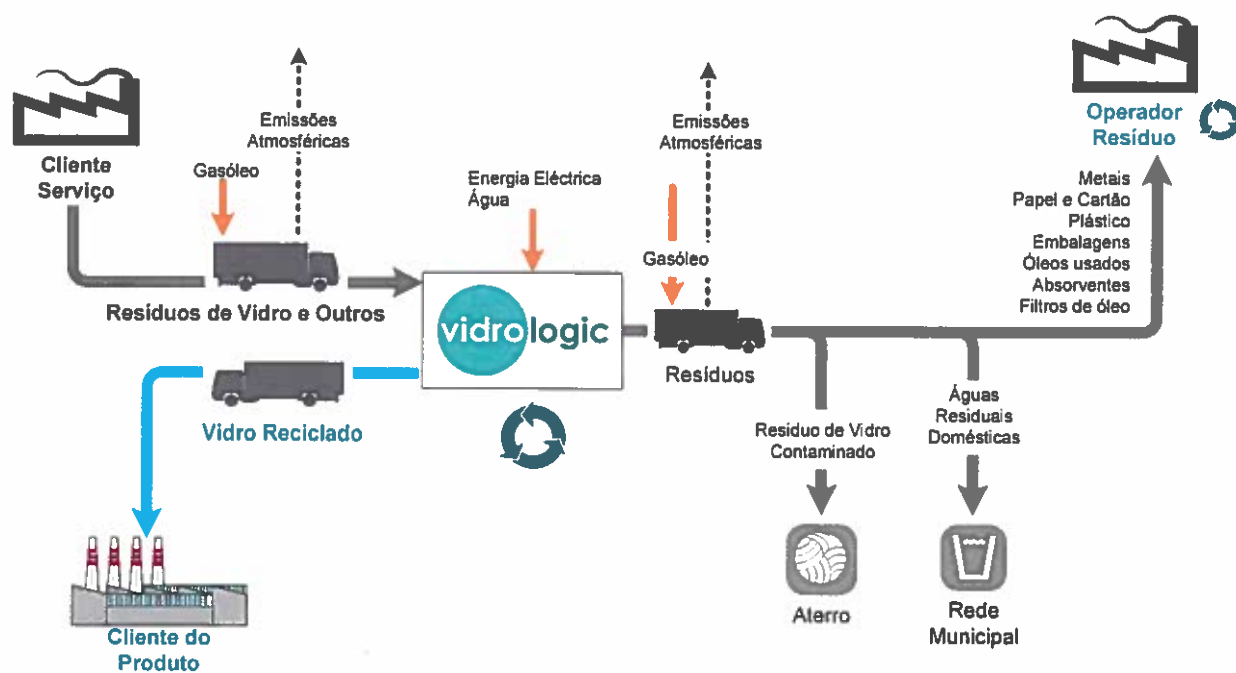 Cliente
Serviço
Gasóleo
Emissões
Atmosféricas
Resíduos de Vidro e Outros
Energia Eléctrica
Água
vidrologic
Emissões
Atmosféricas
Gasóleo
Resíduos
Operador
Resíduo
Metais
Papel e Cartão
Plástico
Embalagens
Óleos usados
Absorventes
Filtros de óleo
Vidro Reciclado
Cliente do
Produto
Resíduo de Vidro
Contaminado
Aterro
Águas
Residuais
Domésticas
Rede
Municipal